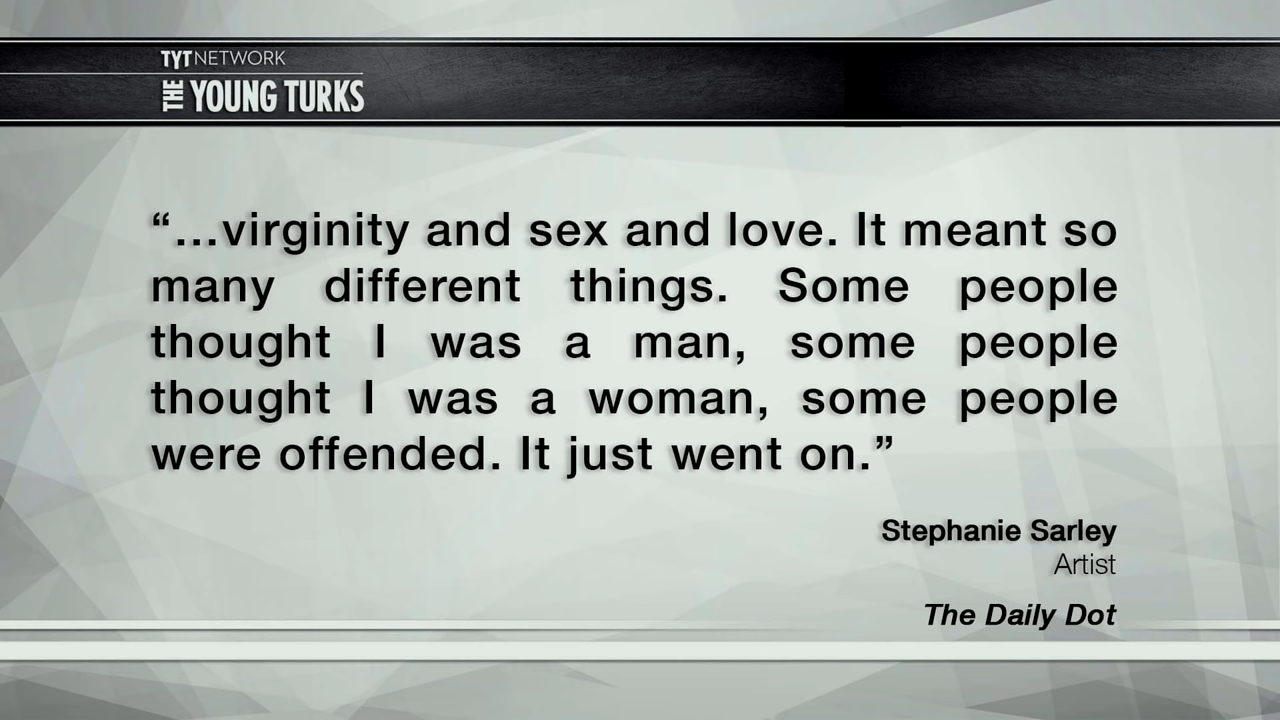 TYT NETWORK
THE YOUNG TURKS
“...virginity and sex and love. It meant so
many different things. Some people
thought I was a man, some people
thought I was a woman, some people
were offended. It just went on.”
Stephanie Sarley
Artist
The Daily Dot